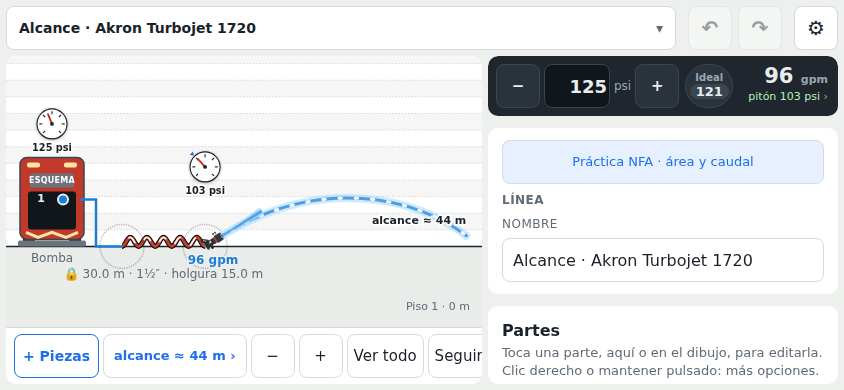 Alcance · Akron Turbojet 1720
125 psi
ESQUEMA
1
103 psi
alcance ≈ 44 m
Bomba
96 gpm
30.0 m · 1½″ · holgura 15.0 m
Piso 1 · 0 m
+ Piezas
alcance ≈ 44 m ›
−
+
Ver todo
Seguir
−
125 psi
+
Ideal
121
96 gpm
pitón 103 psi ›
Práctica NFA · área y caudal
LÍNEA
NOMBRE
Alcance · Akron Turbojet 1720
Partes
Toca una parte, aquí o en el dibujo, para editarla.
Clic derecho o mantener pulsado: más opciones.